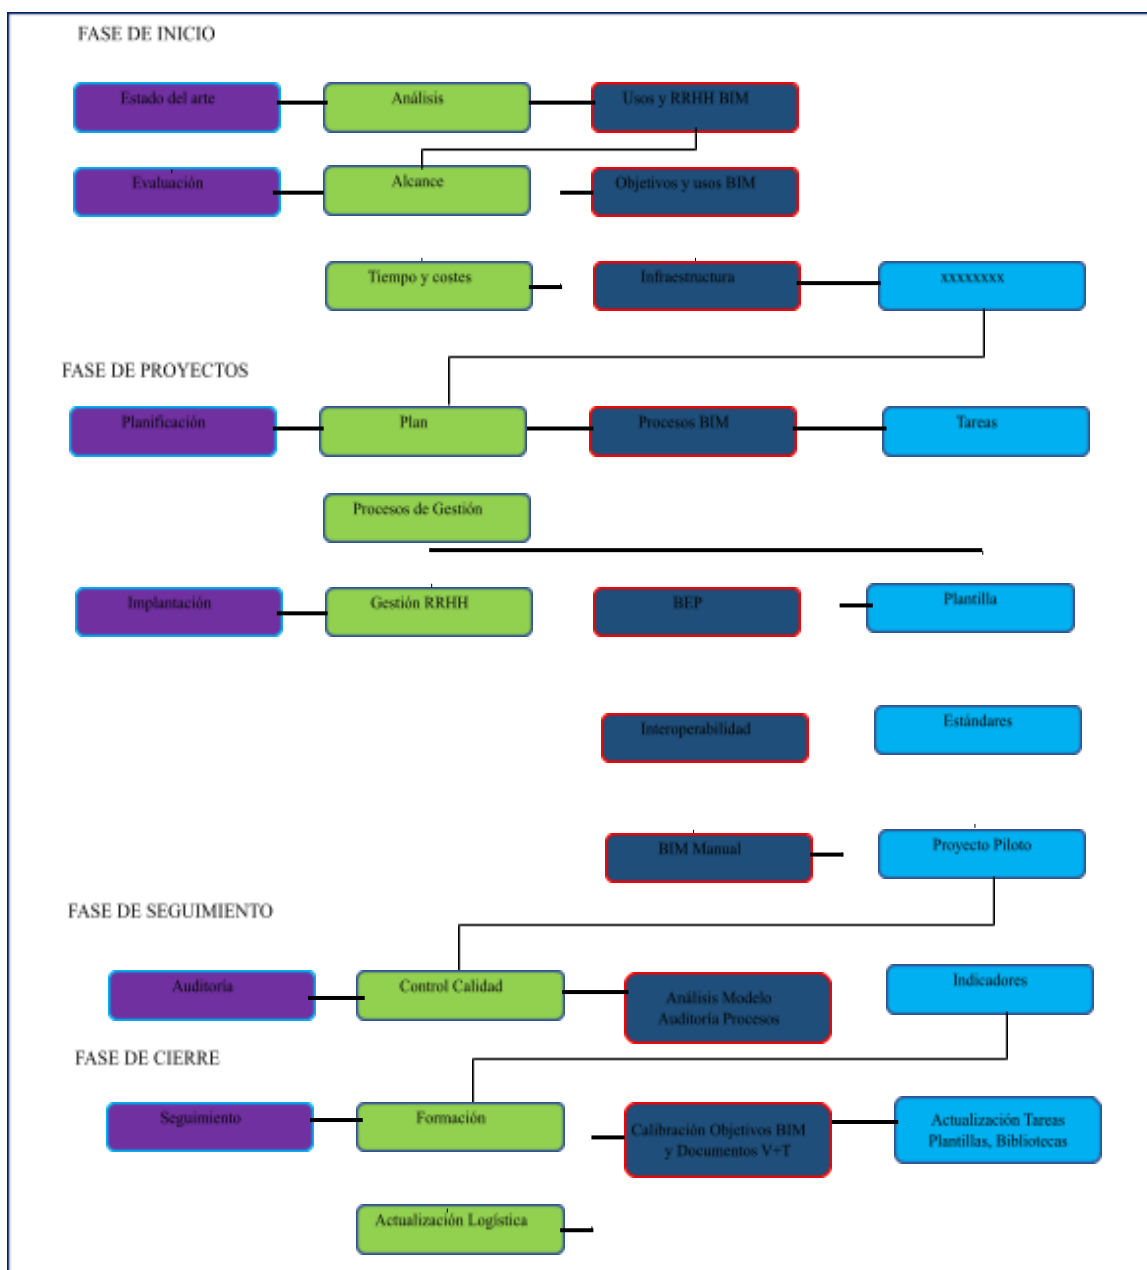 FASE DE INICIO
Estado del arte
Análisis
Usos y RRHH BIM
Evaluación
Alcance
Objetivos y usos BIM
Tiempo y costes
Infraestructura
xxxxxxxx
FASE DE PROYECTOS
Planificación
Plan
Procesos BIM
Tareas
Procesos de Gestión
Implantación
Gestión RRHH
BEP
Plantilla
Interoperabilidad
Estándares
BIM Manual
Proyecto Piloto
FASE DE SEGUIMIENTO
Auditoría
Control Calidad
Análisis Modelo
Auditoría Procesos
Indicadores
FASE DE CIERRE
Seguimiento
Formación
Calibración Objetivos BIM
y Documentos V+T
Actualización Tareas
Plantillas, Bibliotecas
Actualización Logística